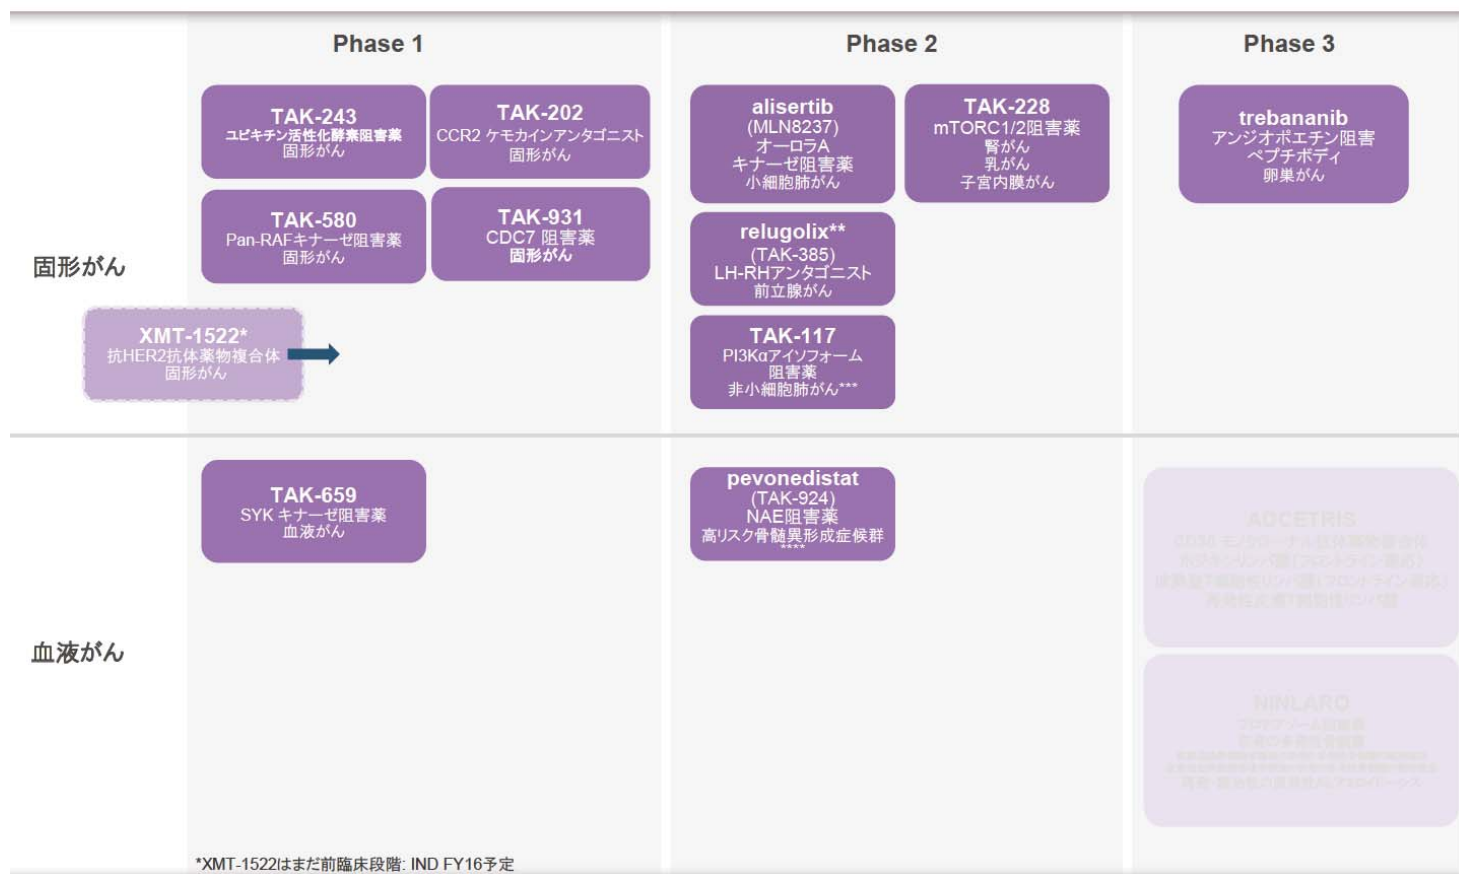 Phase 1
Phase 2
Phase 3
固形がん
TAK-243
ユビキチン活性化酵素阻害薬
固形がん
TAK-202
CCR2 ケモカインアンタゴニスト
固形がん
TAK-580
Pan-RAFキナーゼ阻害薬
固形がん
TAK-931
CDC7 阻害薬
固形がん
XMT-1522*
抗HER2抗体薬物複合体
固形がん
alisertib
(MLN8237)
オーロラA
キナーゼ阻害薬
小細胞肺がん
TAK-228
mTORC1/2阻害薬
腎がん
乳がん
子宮内膜がん
relugolix**
(TAK-385)
LH-RHアンタゴニスト
前立腺がん
TAK-117
PI3Kαアイソフォーム
阻害薬
非小細胞肺がん***
trebananib
アンジオポエチン阻害
ペプチボディ
卵巣がん
血液がん
TAK-659
SYK キナーゼ阻害薬
血液がん
pevonedistat
(TAK-924)
NAE阻害薬
高リスク骨髄異形成症候群
****
ADCETRIS
NINLARO
*XMT-1522はまだ前臨床段階: IND FY16予定